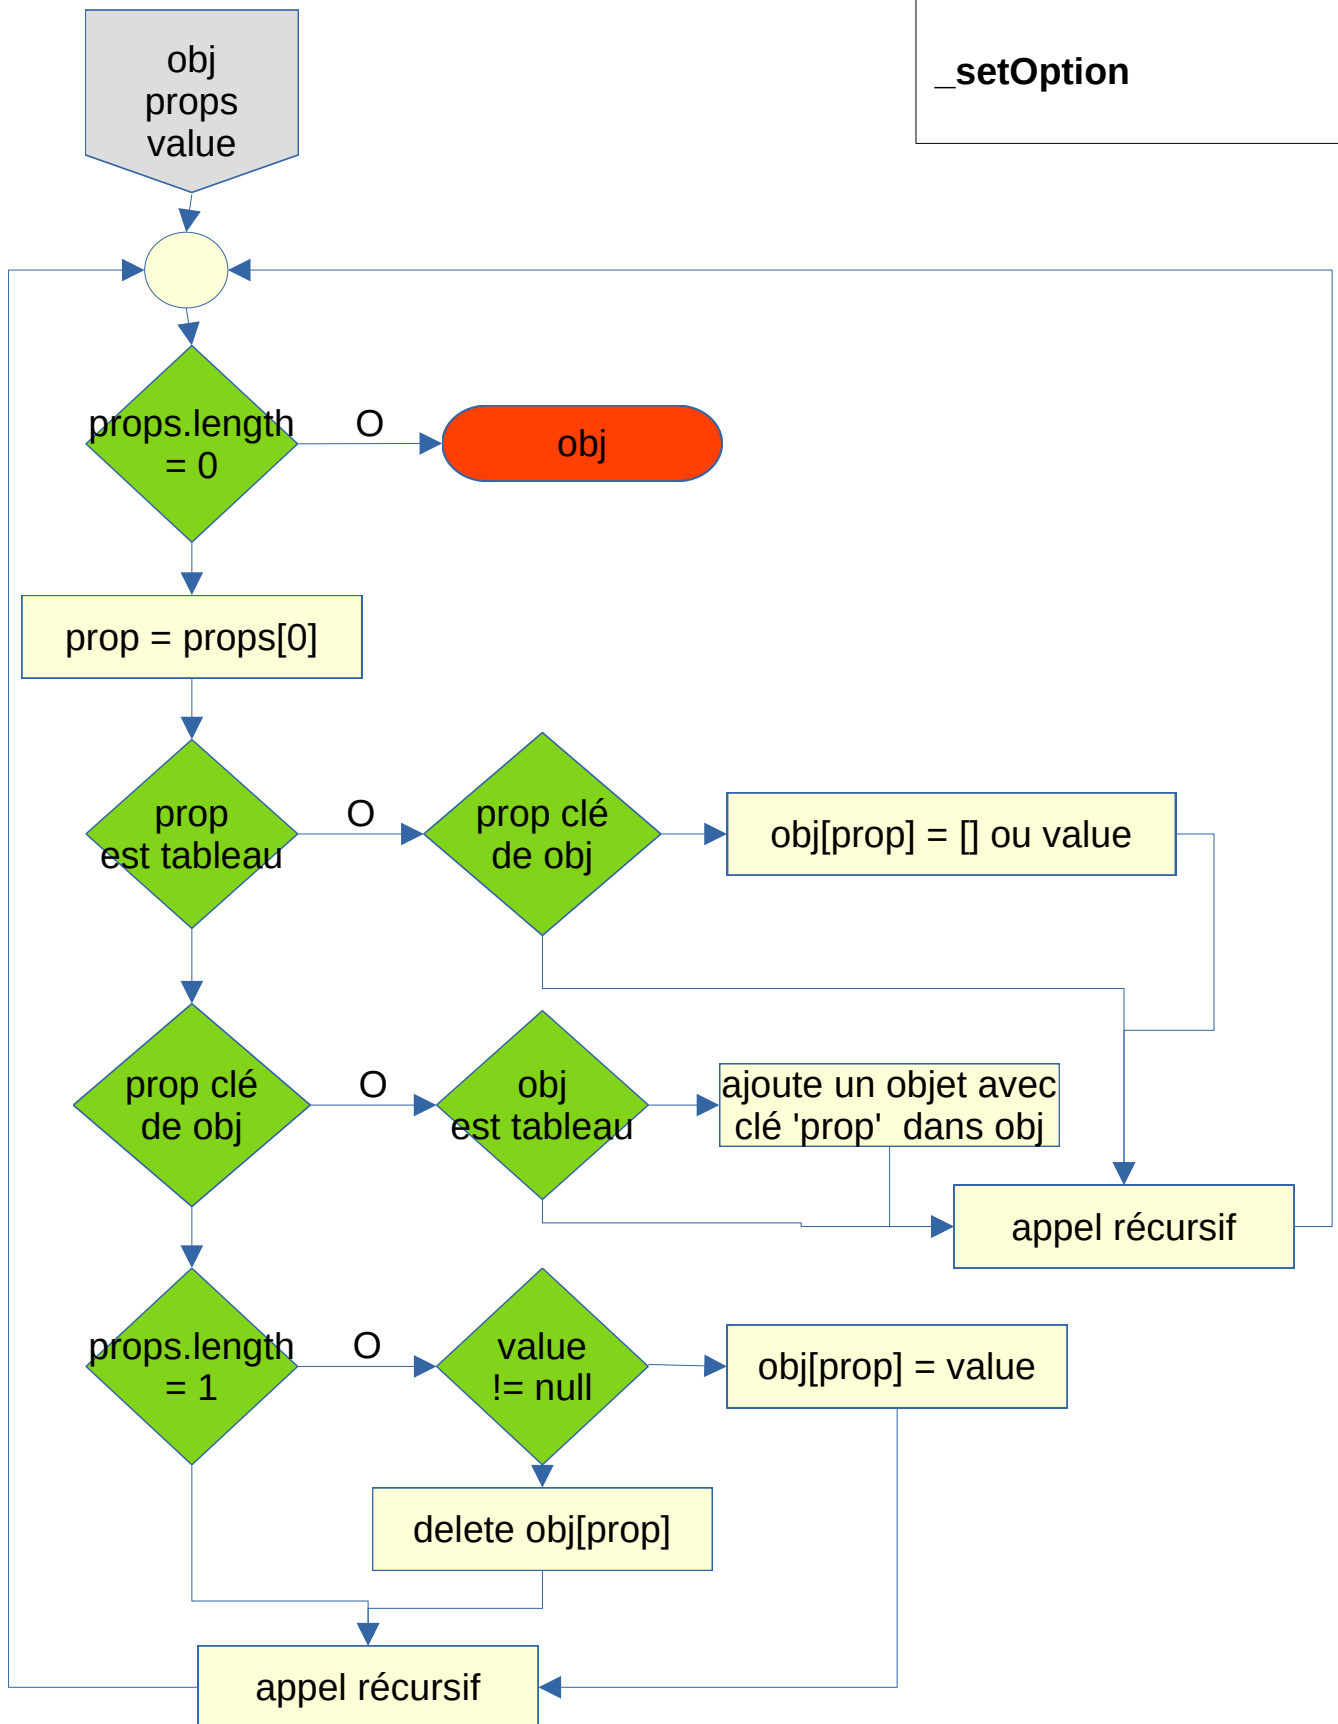 obj
props
value
_setOption
props.length
= 0
O
obj
prop = props[0]
prop
est tableau
O
prop clé
de obj
obj[prop] = [] ou value
prop clé
de obj
O
obj
est tableau
ajoute un objet avec
clé 'prop'  dans obj
appel récursif
props.length
= 1
O
value
!= null
obj[prop] = value
delete obj[prop]
appel récursif